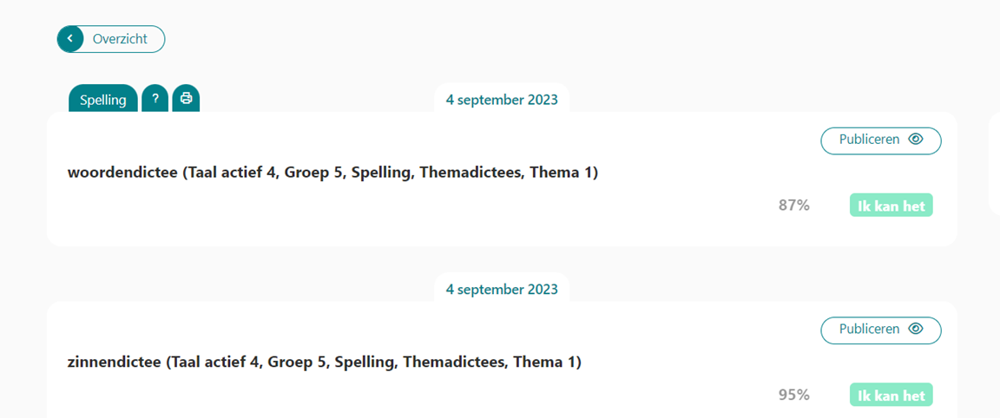 Overzicht
Spelling ?
4 september 2023
Publiceren
woordendictee (Taal actief 4, Groep 5, Spelling, Themadictees, Thema 1)
87% Ik kan het
4 september 2023
Publiceren
zinnendictee (Taal actief 4, Groep 5, Spelling, Themadictees, Thema 1)
95% Ik kan het